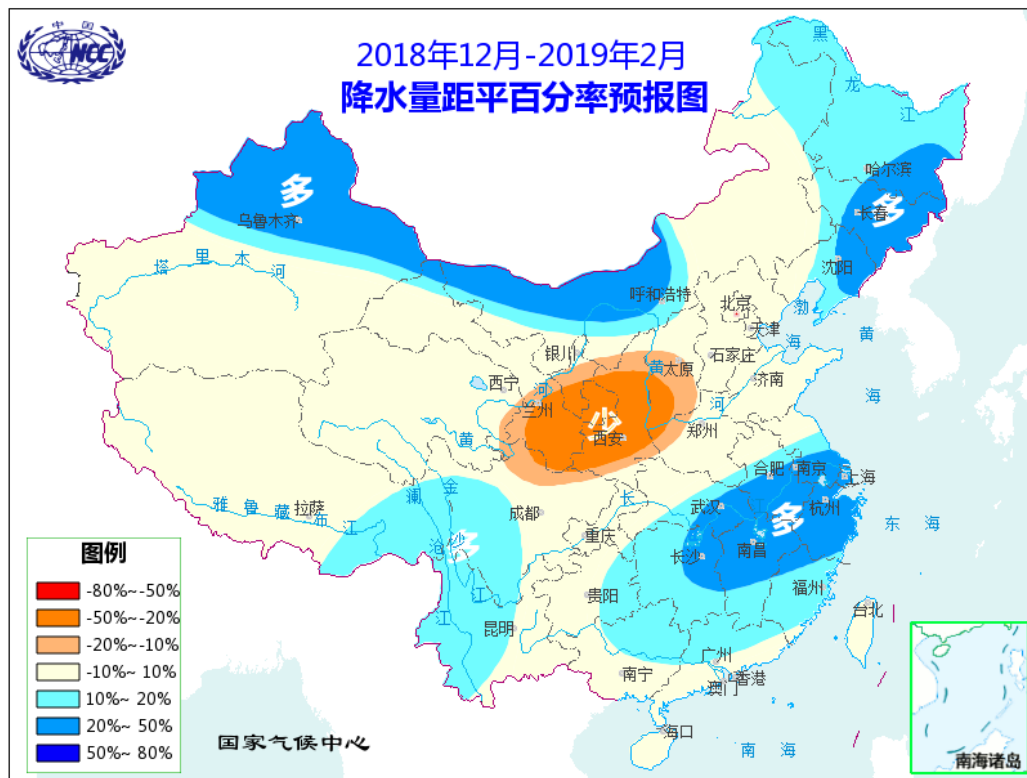 中国
NCC
2018年12月-2019年2月
降水量距平百分率预报图
黑龙江
哈尔滨
多
长春
多
乌鲁木齐
沈阳
塔里木河
呼和浩特
北京
渤海
天津
黄海
银川
黄河
太原
石家庄
西宁
济南
兰州
少
西安
郑州
黄河
合肥
南京
上海
雅鲁藏布江
拉萨
澜沧江
金沙江
成都
长江
武汉
多
杭州
东海
多
重庆
长沙
南昌
贵阳
福州
台北
昆明
广州
南宁
香港
澳门
海口
南海
图例
-80%~-50%
-50%~-20%
-20%~-10%
-10%~ 10%
10%~ 20%
20%~ 50%
50%~ 80%
国家气候中心
南海诸岛